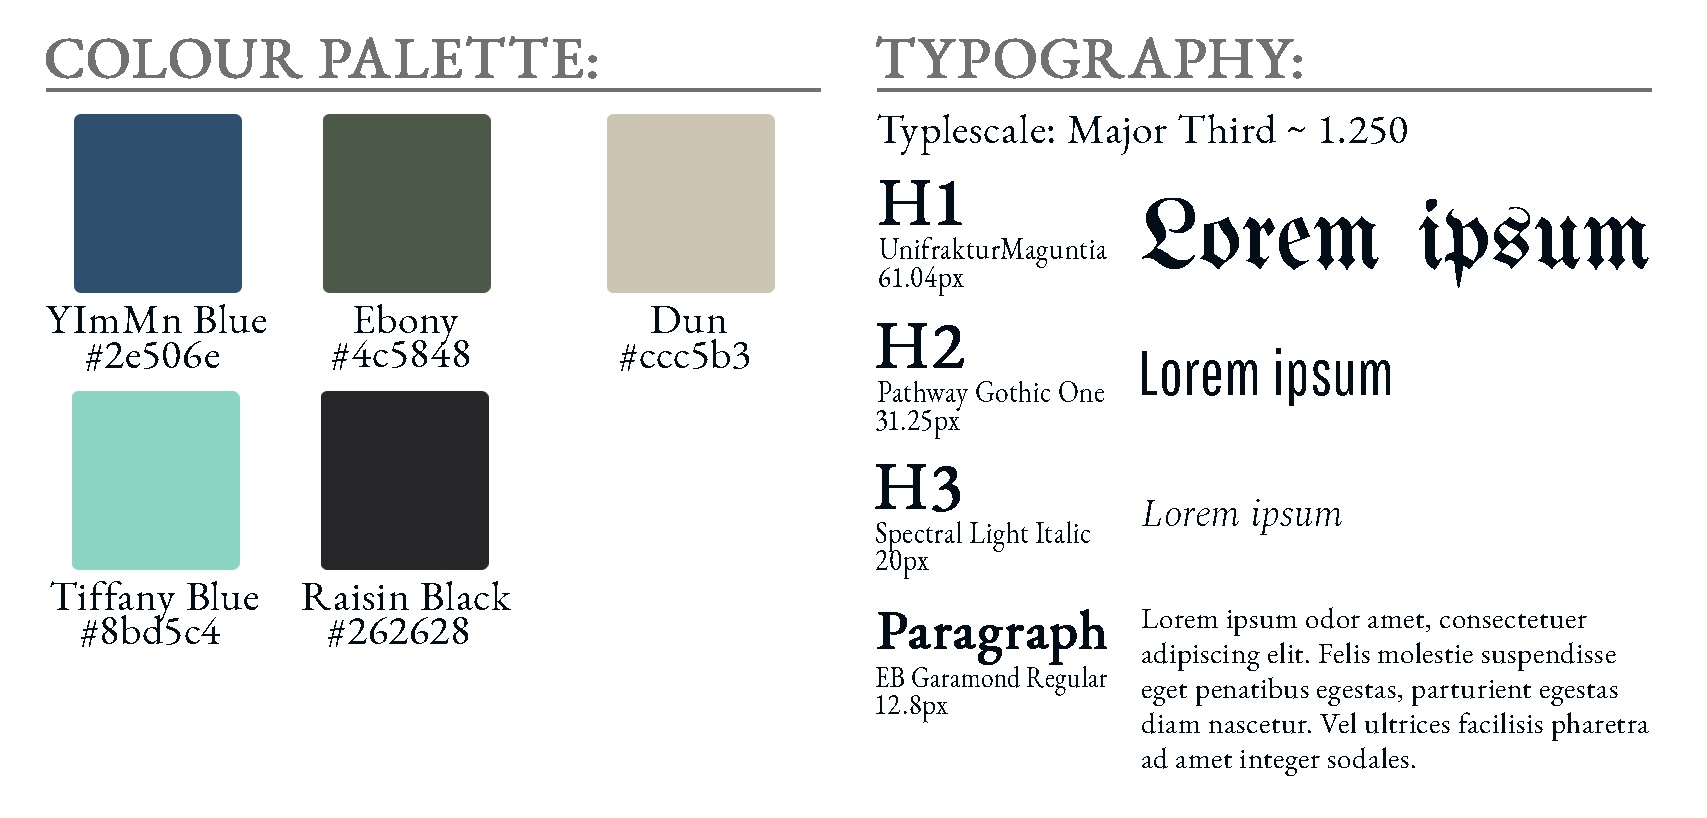 COLOUR PALETTE:
YImMn Blue
#2e506e
Ebony
#4c5848
Dun
#ccc5b3
Tiffany Blue
#8bd5c4
Raisin Black
#262628
TYPOGRAPHY:
Typlescale: Major Third ~ 1.250
H1
UnifrakturMaguntia
61.04px
Lorem ipsum
H2
Pathway Gothic One
31.25px
Lorem ipsum
H3
Spectral Light Italic
20px
Lorem ipsum
Paragraph
EB Garamond Regular
12.8px
Lorem ipsum odor amet, consectetuer
adipiscing elit. Felis molestie suspendisse
eget penatibus egestas, parturient egestas
diam nascetur. Vel ultrices facilisis pharetra
ad amet integer sodales.